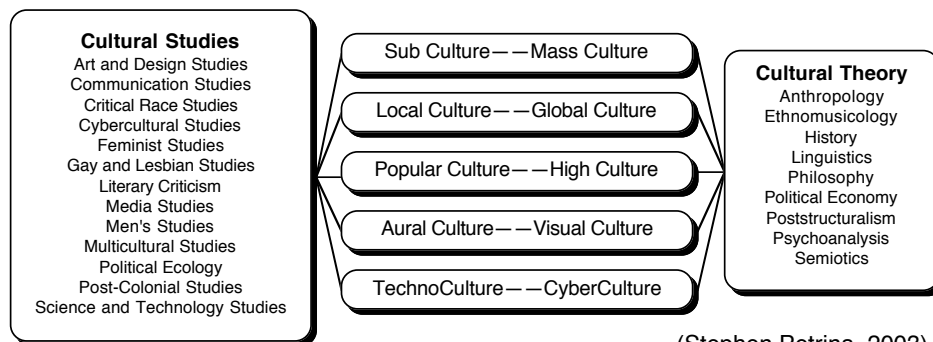 Cultural Studies
Art and Design Studies
Communication Studies
Critical Race Studies
Cybercultural Studies
Feminist Studies
Gay and Lesbian Studies
Literary Criticism
Media Studies
Men's Studies
Multicultural Studies
Political Ecology
Post-Colonial Studies
Science and Technology Studies
Sub Culture——Mass Culture
Local Culture——Global Culture
Popular Culture——High Culture
Aural Culture——Visual Culture
TechnoCulture——CyberCulture
Cultural Theory
Anthropology
Ethnomusicology
History
Linguistics
Philosophy
Political Economy
Poststructuralism
Psychoanalysis
Semiotics
(Stephen Petrina, 2003)